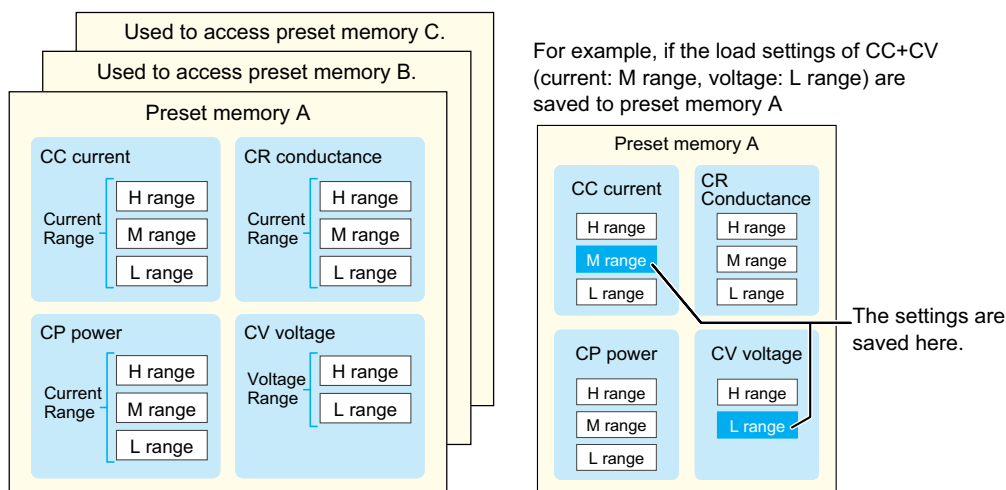 Used to access preset memory C.
Used to access preset memory B.
Preset memory A
CC current
Current
Range
H range
M range
L range
CR conductance
Current
Range
H range
M range
L range
CP power
Current
Range
H range
M range
L range
CV voltage
Voltage
Range
H range
L range
For example, if the load settings of CC+CV
(current: M range, voltage: L range) are
saved to preset memory A
Preset memory A
CC current
H range
M range
L range
CR
Conductance
H range
M range
L range
CP power
H range
M range
L range
CV voltage
H range
L range
The settings are
saved here.